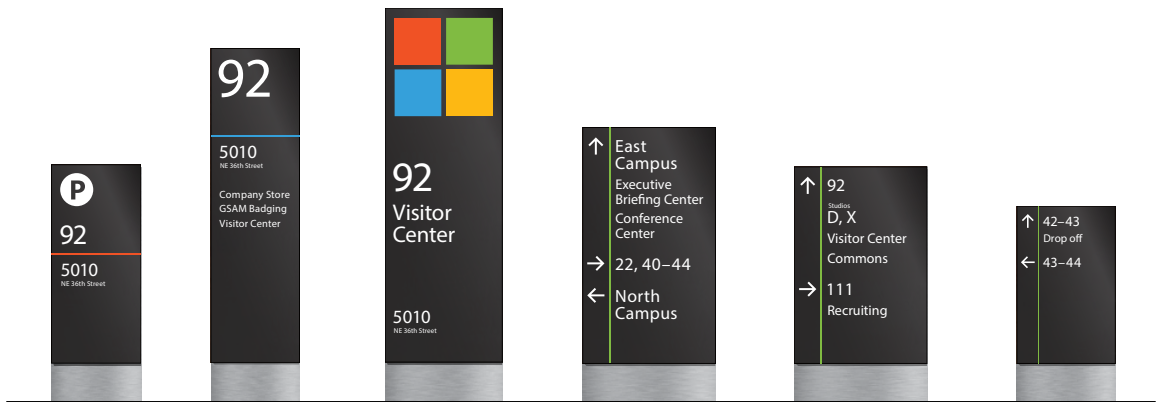 P
92
5010
NE 36th Street
92
5010
NE 36th Street
Company Store
GSAM Badging
Visitor Center
92
Visitor
Center
5010
NE 36th Street
↑ East
Campus
Executive
Briefing Center
Conference
Center
→ 22, 40–44
← North
Campus
↑ 92
Studios
D, X
Visitor Center
Commons
→ 111
Recruiting
↑ 42–43
Drop off
← 43–44